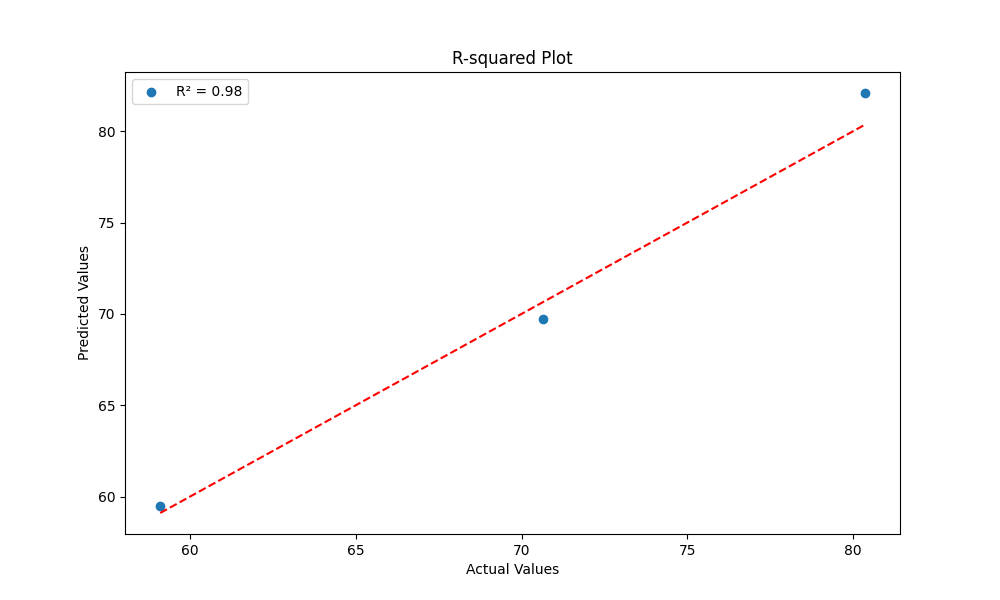 R-squared Plot
R² = 0.98
Predicted Values
80
75
70
65
60
60
65
70
75
80
Actual Values